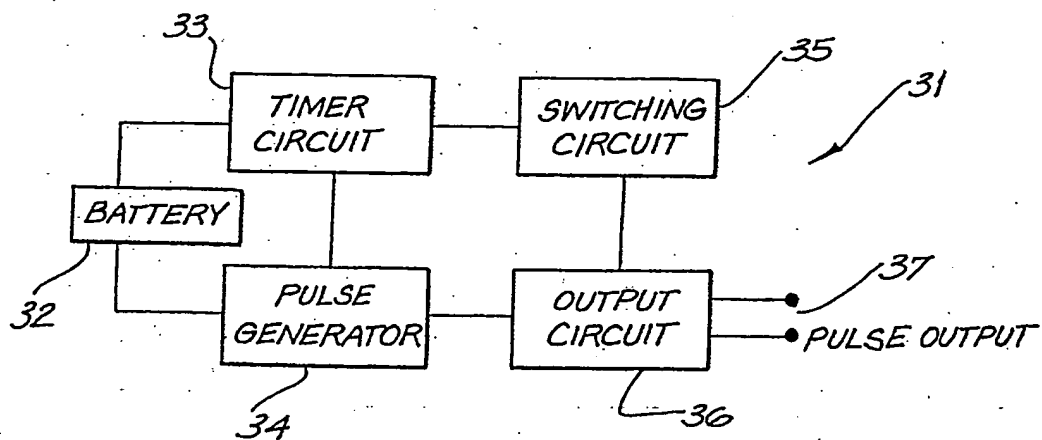 33
35
31
TIMER
CIRCUIT
SWITCHING
CIRCUIT
BATTERY
32
PULSE
GENERATOR
34
OUTPUT
CIRCUIT
36
37
PULSE OUTPUT